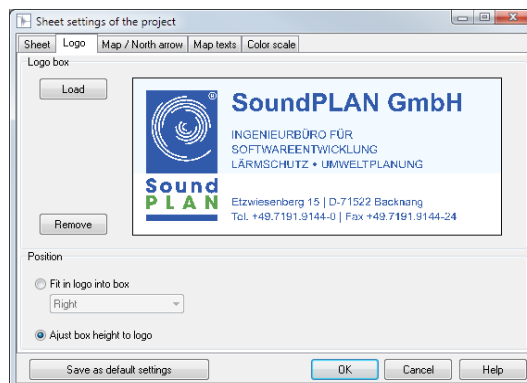 Sheet settings of the project
Sheet Logo Map / North arrow Map texts Color scale
Logo box
Load
SoundPLAN GmbH
INGENIEURBÜRO FÜR
SOFTWAREENTWICKLUNG
LÄRMSCHUTZ • UMWELTPLANUNG
®
Sound
PLAN
Etzwiesenberg 15 | D-71522 Backnang
Tel. +49.7191.9144-0 | Fax +49.7191.9144-24
Remove
Position
Fit in logo into box
Right
Ajust box height to logo
Save as default settings OK Cancel Help